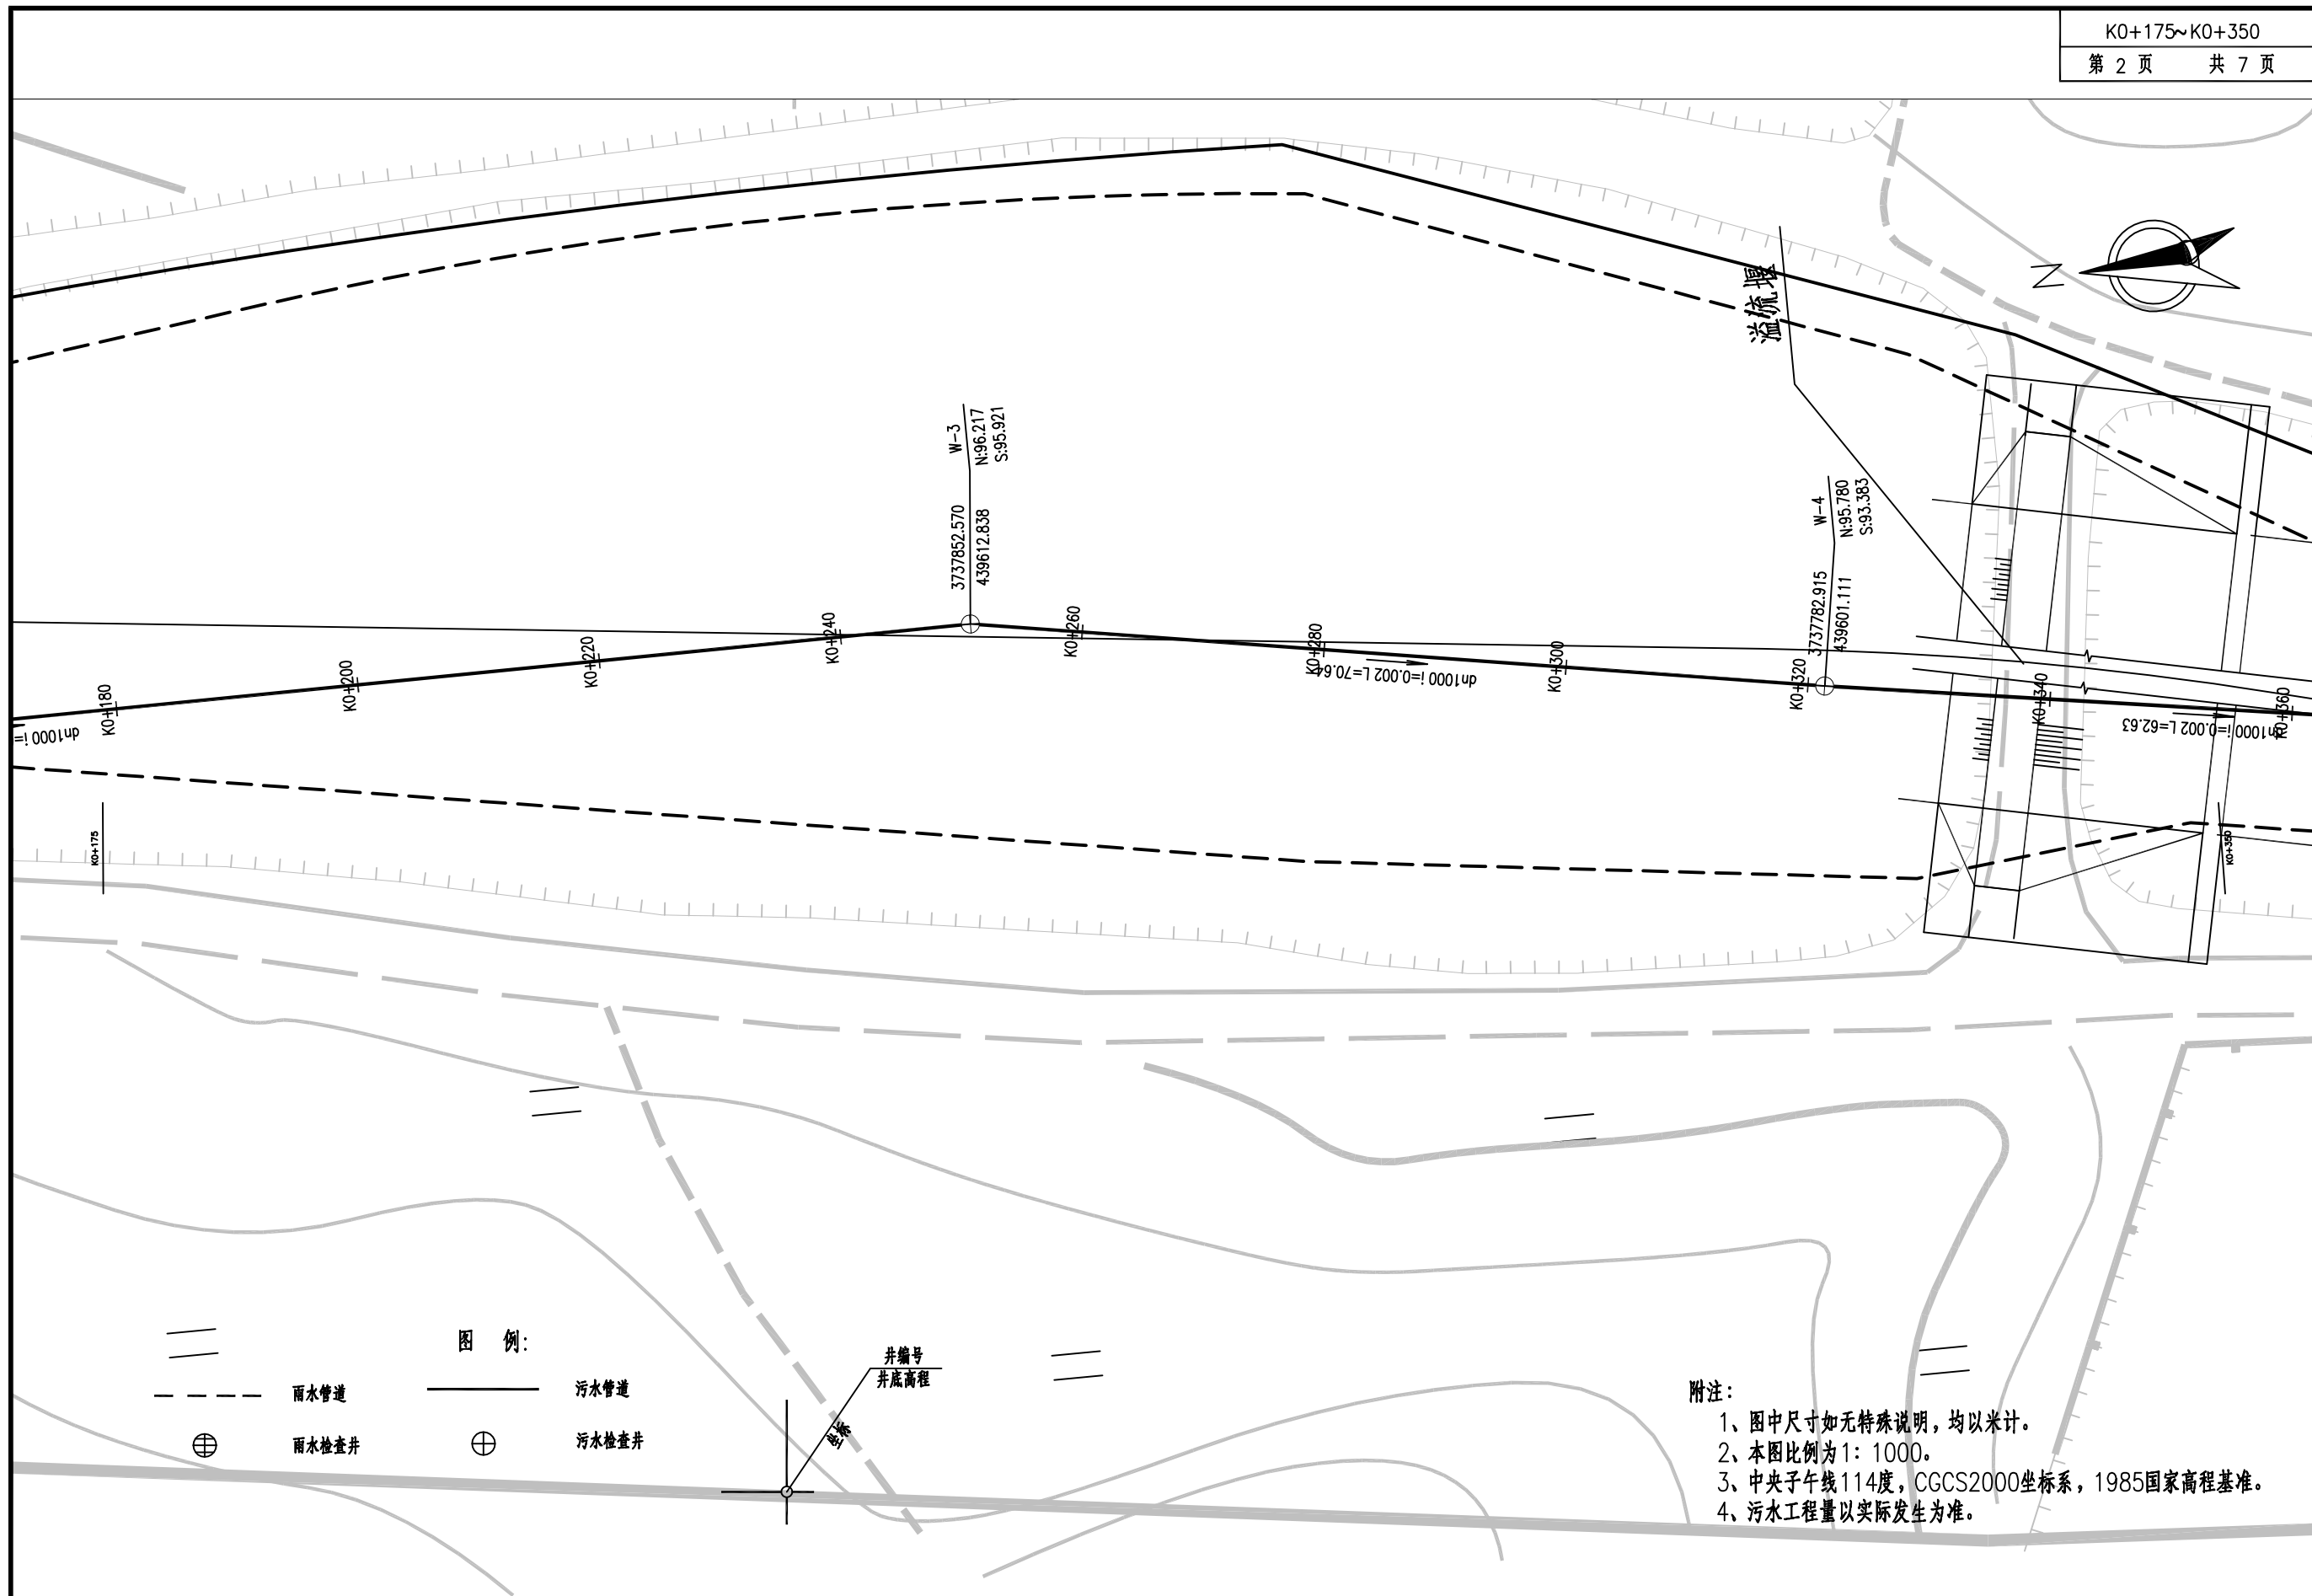 K0+175~K0+350
第 2 页 共 7 页
N
溢流堰
W-3
N:96.217
S:95.921
3737852.570
439612.838
W-4
N:95.780
S:93.383
3737782.915
439601.111
K0+180
K0+200
K0+220
K0+240
K0+260
K0+280
K0+300
K0+320
K0+340
K0+360
dn1000 i=
dn1000 i=0.002 L=70.64
dn1000 i=0.002 L=62.63
K0+175
K0+350
图 例:
雨水管道
污水管道
雨水检查井
污水检查井
井编号
井底高程
坐标
附注:
1、图中尺寸如无特殊说明,均以米计。
2、本图比例为1: 1000。
3、中央子午线114度, CGCS2000坐标系, 1985国家高程基准。
4、污水工程量以实际发生为准。